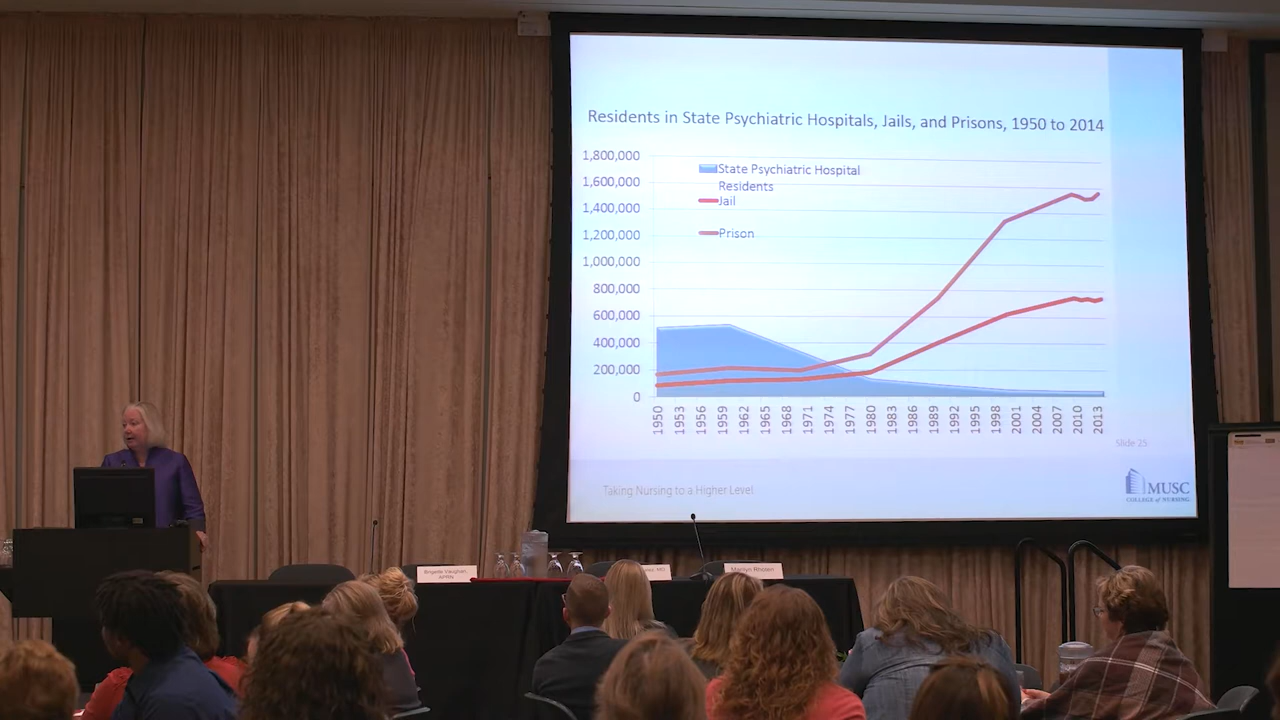 Residents in State Psychiatric Hospitals, Jails, and Prisons, 1950 to 2014
1,800,000
1,600,000
1,400,000
1,200,000
1,000,000
800,000
600,000
400,000
200,000
0
State Psychiatric Hospital
Residents
Jail
Prison
1950 1953 1956 1959 1962 1965 1968 1971 1974 1977 1980 1983 1986 1989 1992 1995 1998 2001 2004 2007 2010 2013
Slide 25
Taking Nursing to a Higher Level
MUSC
COLLEGE of NURSING
Brigette Vaughan,
APRN
MD
Marilyn Rhoten